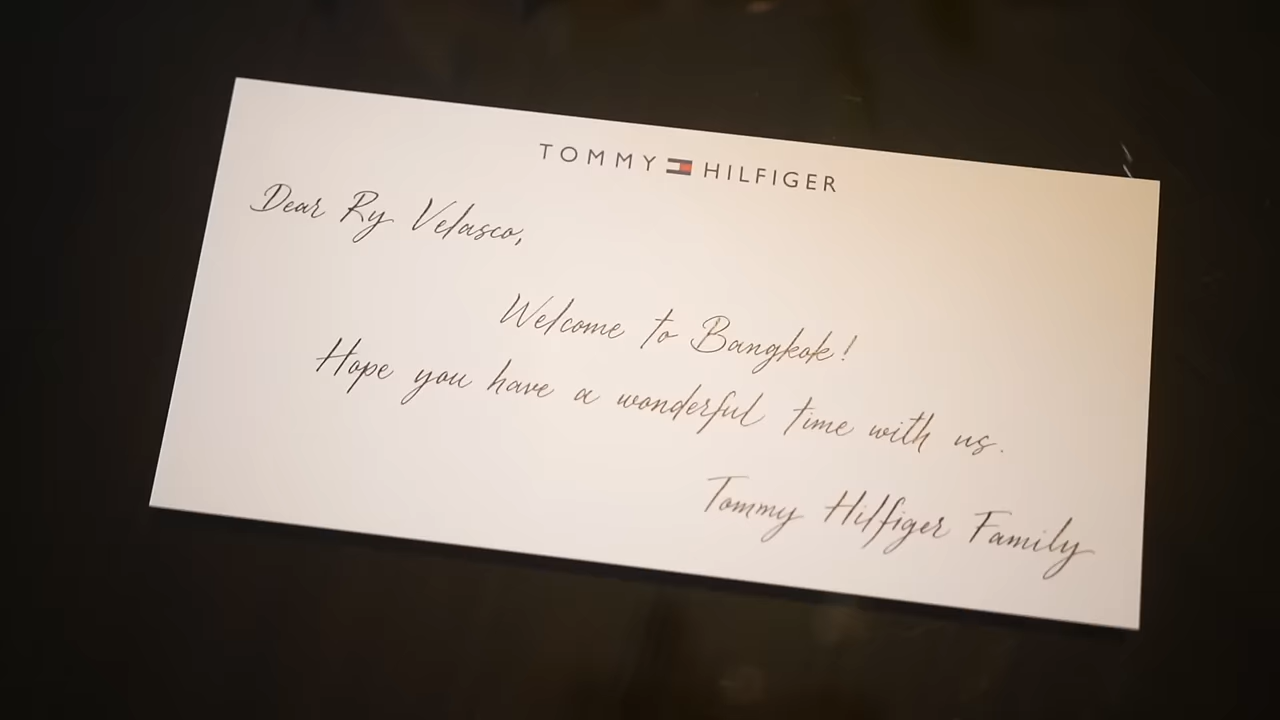 TOMMY HILFIGER
Dear Ry Velasco,
Welcome to Bangkok!
Hope you have a wonderful time with us.
Tommy Hilfiger Family